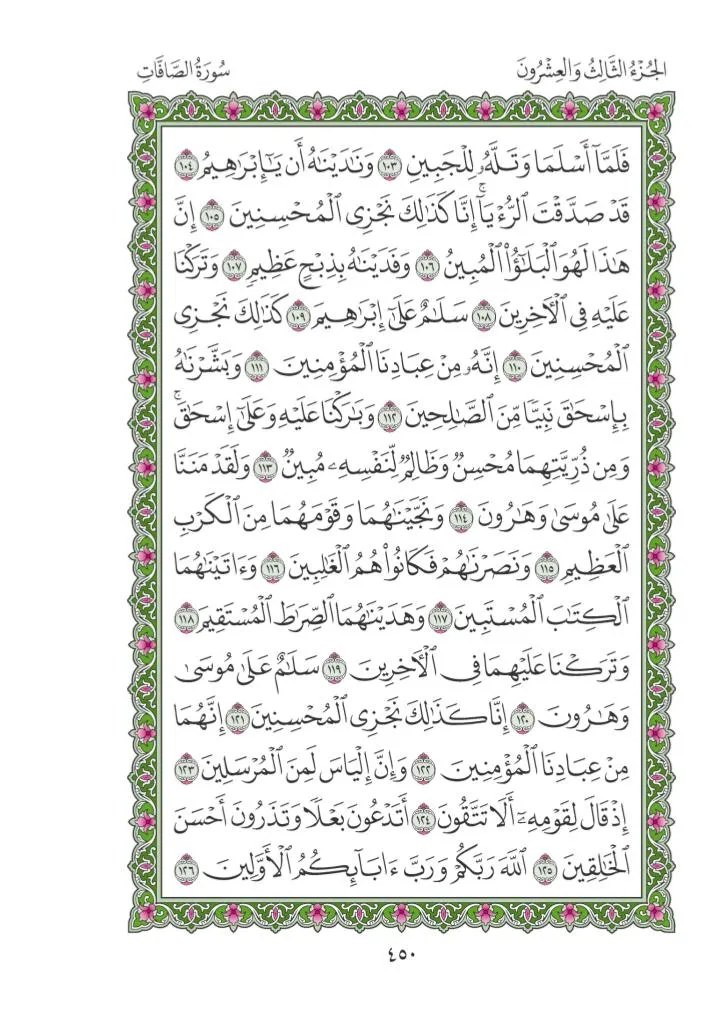 الجُزْءُ الثَّالِثُ وَالعِشْرُونَ
سُورَةُ الصَّافَّاتِ
فَلَمَّآ أَسْلَمَا وَتَلَّهُۥ لِلْجَبِينِ ١٠٣ وَنَٰدَيْنَٰهُ أَن يَٰٓإِبْرَٰهِيمُ ١٠٤
قَدْ صَدَّقْتَ ٱلرُّءْيَآ ۚ إِنَّا كَذَٰلِكَ نَجْزِى ٱلْمُحْسِنِينَ ١٠٥ إِنَّ
هَٰذَا لَهُوَ ٱلْبَلَٰٓؤُا۟ ٱلْمُبِينُ ١٠٦ وَفَدَيْنَٰهُ بِذِبْحٍ عَظِيمٍ ١٠٧ وَتَرَكْنَا
عَلَيْهِ فِى ٱلْءَاخِرِينَ ١٠٨ سَلَٰمٌ عَلَىٰٓ إِبْرَٰهِيمَ ١٠٩ كَذَٰلِكَ نَجْزِى
ٱلْمُحْسِنِينَ ١١٠ إِنَّهُۥ مِنْ عِبَادِنَا ٱلْمُؤْمِنِينَ ١١١ وَبَشَّرْنَٰهُ
بِإِسْحَٰقَ نَبِيًّا مِّنَ ٱلصَّٰلِحِينَ ١١٢ وَبَٰرَكْنَا عَلَيْهِ وَعَلَىٰٓ إِسْحَٰقَ ۚ
وَمِن ذُرِّيَّتِهِمَا مُحْسِنٌ وَظَالِمٌ لِّنَفْسِهِۦ مُبِينٌ ١١٣ وَلَقَدْ مَنَنَّا
عَلَىٰ مُوسَىٰ وَهَٰرُونَ ١١٤ وَنَجَّيْنَٰهُمَا وَقَوْمَهُمَا مِنَ ٱلْكَرْبِ
ٱلْعَظِيمِ ١١٥ وَنَصَرْنَٰهُمْ فَكَانُوا۟ هُمُ ٱلْغَٰلِبِينَ ١١٦ وَءَاتَيْنَٰهُمَا
ٱلْكِتَٰبَ ٱلْمُسْتَبِينَ ١١٧ وَهَدَيْنَٰهُمَا ٱلصِّرَٰطَ ٱلْمُسْتَقِيمَ ١١٨
وَتَرَكْنَا عَلَيْهِمَا فِى ٱلْءَاخِرِينَ ١١٩ سَلَٰمٌ عَلَىٰ مُوسَىٰ
وَهَٰرُونَ ١٢٠ إِنَّا كَذَٰلِكَ نَجْزِى ٱلْمُحْسِنِينَ ١٢١ إِنَّهُمَا
مِنْ عِبَادِنَا ٱلْمُؤْمِنِينَ ١٢٢ وَإِنَّ إِلْيَاسَ لَمِنَ ٱلْمُرْسَلِينَ ١٢٣
إِذْ قَالَ لِقَوْمِهِۦٓ أَلَا تَتَّقُونَ ١٢٤ أَتَدْعُونَ بَعْلًا وَتَذَرُونَ أَحْسَنَ
ٱلْخَٰلِقِينَ ١٢٥ ٱللَّهَ رَبَّكُمْ وَرَبَّ ءَابَآئِكُمُ ٱلْأَوَّلِينَ ١٢٦
٤٥٠